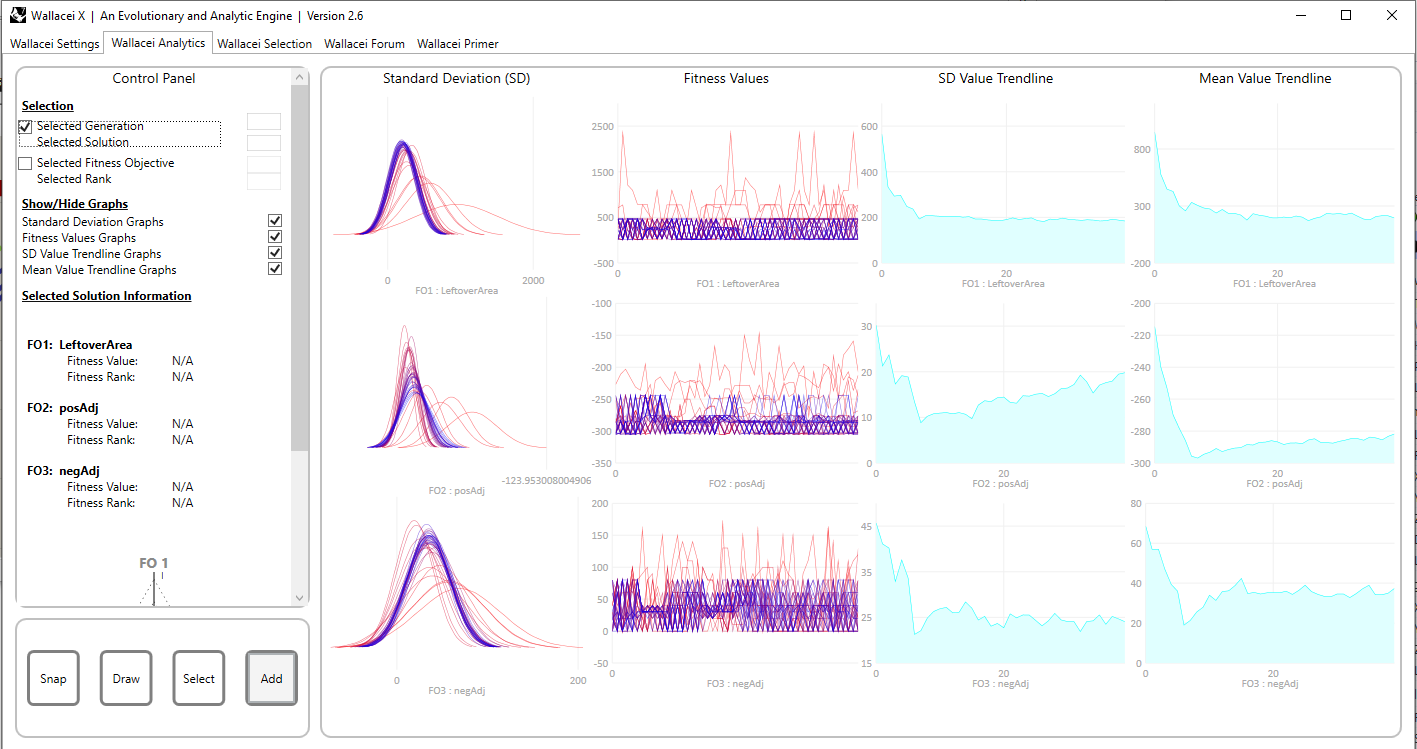 Wallacei X | An Evolutionary and Analytic Engine | Version 2.6
Wallacei Settings Wallacei Analytics Wallacei Selection Wallacei Forum Wallacei Primer
Control Panel
Selection
Selected Generation
Selected Solution
Selected Fitness Objective
Selected Rank
Show/Hide Graphs
Standard Deviation Graphs
Fitness Values Graphs
SD Value Trendline Graphs
Mean Value Trendline Graphs
Selected Solution Information
FO1: LeftoverArea
Fitness Value: N/A
Fitness Rank: N/A
FO2: posAdj
Fitness Value: N/A
Fitness Rank: N/A
FO3: negAdj
Fitness Value: N/A
Fitness Rank: N/A
FO 1
Snap Draw Select Add
Standard Deviation (SD) Fitness Values SD Value Trendline Mean Value Trendline
0 2000
FO1 : LeftoverArea
2500
1500
500
-500
0
FO1 : LeftoverArea
600
400
200
0
0 20
FO1 : LeftoverArea
800
300
-200
0 20
FO1 : LeftoverArea
-123.953008004906
FO2 : posAdj
-100
-150
-200
-250
-300
-350
0
FO2 : posAdj
30
20
10
0
0 20
FO2 : posAdj
-200
-220
-240
-260
-280
-300
0 20
FO2 : posAdj
0 200
FO3 : negAdj
200
150
100
50
0
-50
0
FO3 : negAdj
45
35
25
15
0 20
FO3 : negAdj
80
60
40
20
0
0 20
FO3 : negAdj